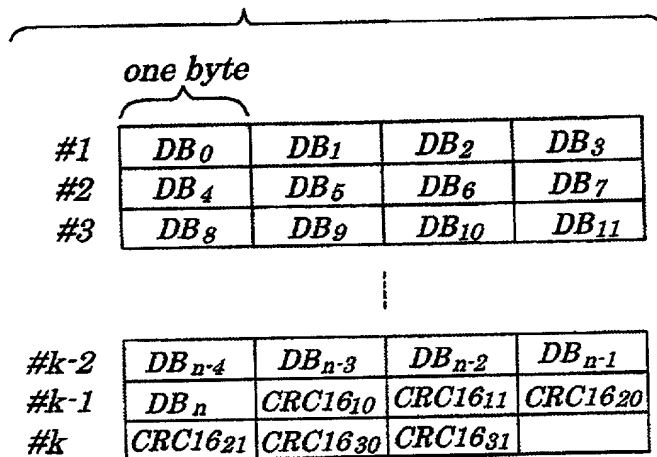 one byte
#1 DB0 DB1 DB2 DB3
#2 DB4 DB5 DB6 DB7
#3 DB8 DB9 DB10 DB11
#k-2 DBn-4 DBn-3 DBn-2 DBn-1
#k-1 DBn CRC1610 CRC1611 CRC1620
#k CRC1621 CRC1630 CRC1631